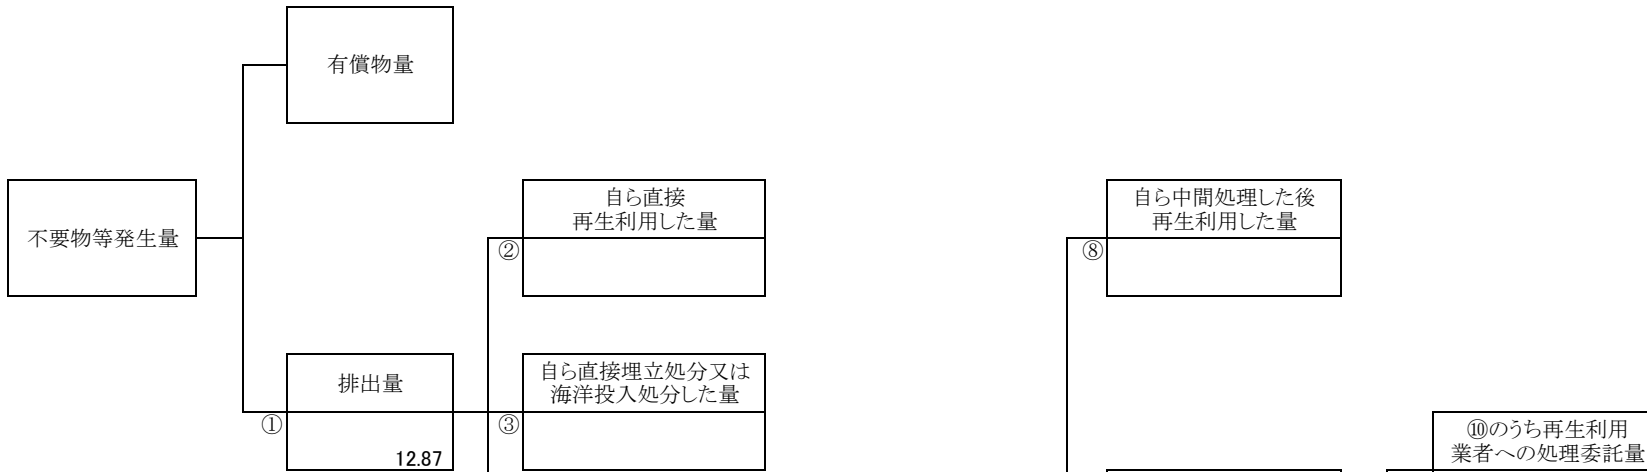 有償物量
不要物等発生量
自ら直接
再生利用した量
②
自ら中間処理した後
再生利用した量
⑧
排出量
①
12.87
自ら直接埋立処分又は
海洋投入処分した量
③
⑩のうち再生利用
業者への処理委託量